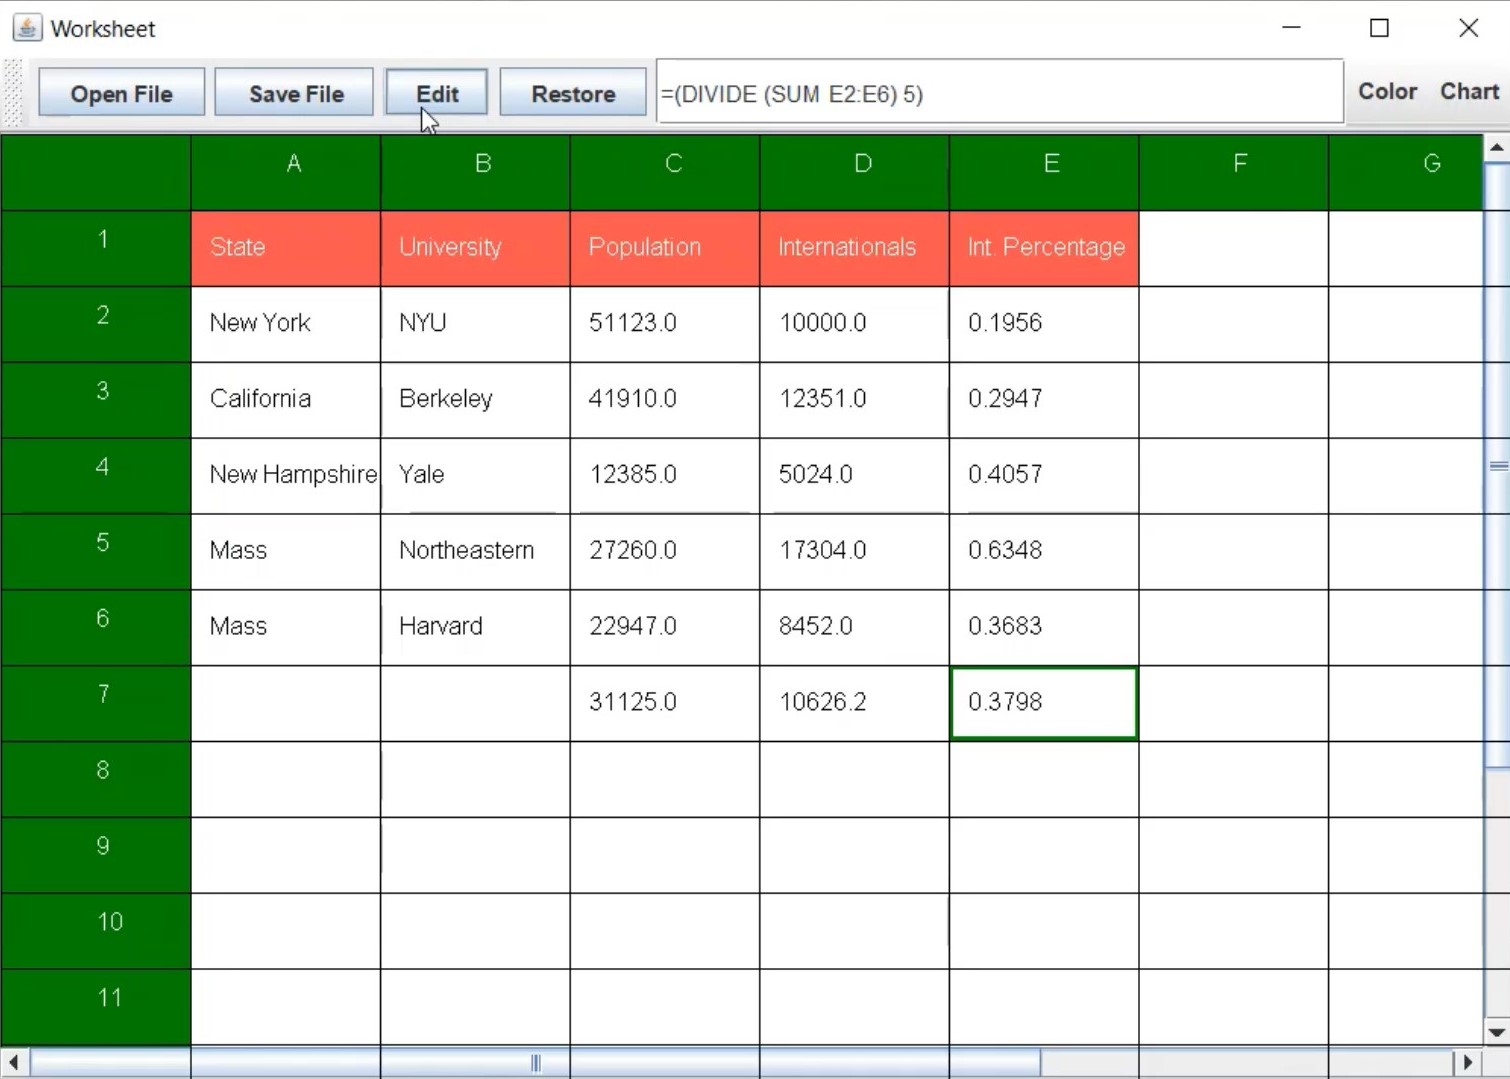 Worksheet
Open File Save File Edit Restore =(DIVIDE (SUM E2:E6) 5) Color Chart
A B C D E F G
1 State University Population Internationals Int. Percentage
2 New York NYU 51123.0 10000.0 0.1956
3 California Berkeley 41910.0 12351.0 0.2947
4 New Hampshire Yale 12385.0 5024.0 0.4057
5 Mass Northeastern 27260.0 17304.0 0.6348
6 Mass Harvard 22947.0 8452.0 0.3683
7 31125.0 10626.2 0.3798
8
9
10
11